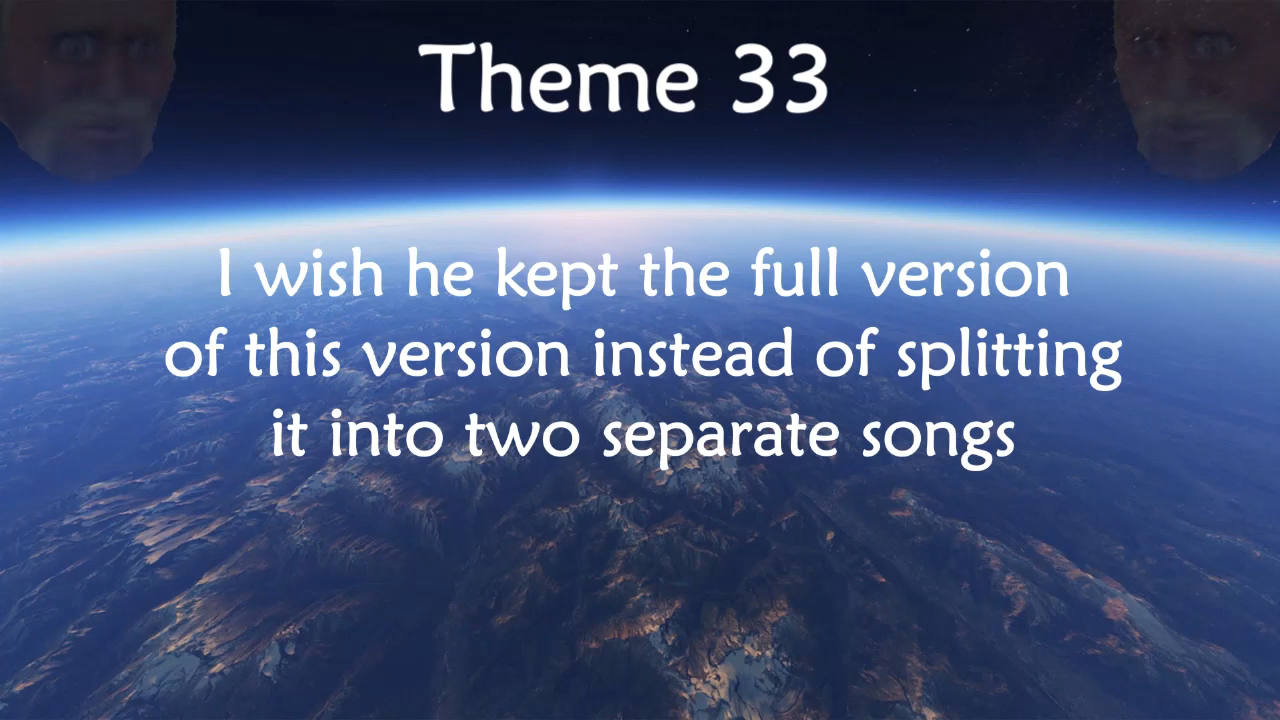 Theme 33
I wish he kept the full version
of this version instead of splitting
it into two separate songs